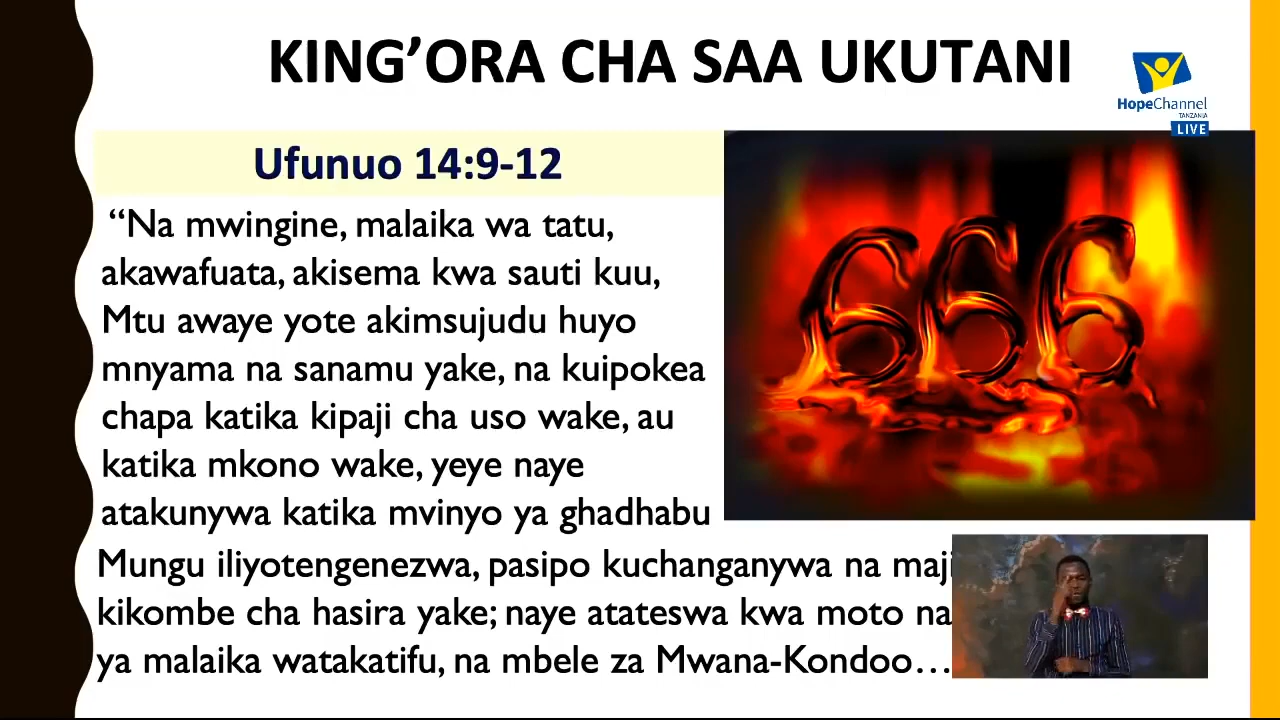 KING’ORA CHA SAA UKUTANI
HopeChannel
TANZANIA
LIVE
Ufunuo 14:9-12
“Na mwingine, malaika wa tatu,
akawafuata, akisema kwa sauti kuu,
Mtu awaye yote akimsujudu huyo
mnyama na sanamu yake, na kuipokea
chapa katika kipaji cha uso wake, au
katika mkono wake, yeye naye
atakunywa katika mvinyo ya ghadhabu
Mungu iliyotengenezwa, pasipo kuchanganywa na maji
kikombe cha hasira yake; naye atateswa kwa moto na
ya malaika watakatifu, na mbele za Mwana-Kondoo…
666